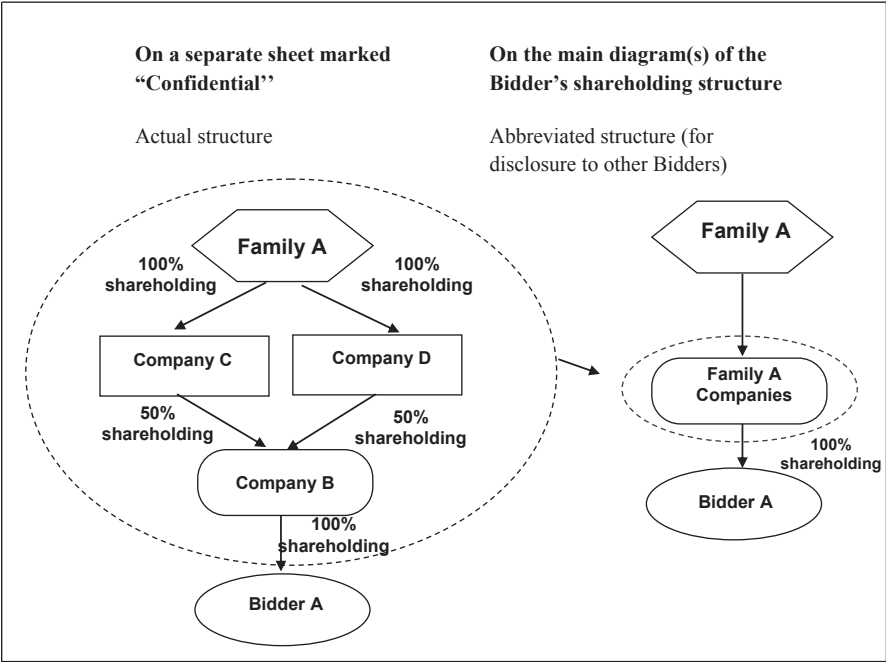 On a separate sheet marked
“Confidential’’
Actual structure
Family A
100%
shareholding
100%
shareholding
Company C
Company D
50%
shareholding
50%
shareholding
Company B
100%
shareholding
Bidder A
On the main diagram(s) of the
Bidder’s shareholding structure
Abbreviated structure (for
disclosure to other Bidders)
Family A
Family A
Companies
100%
shareholding
Bidder A